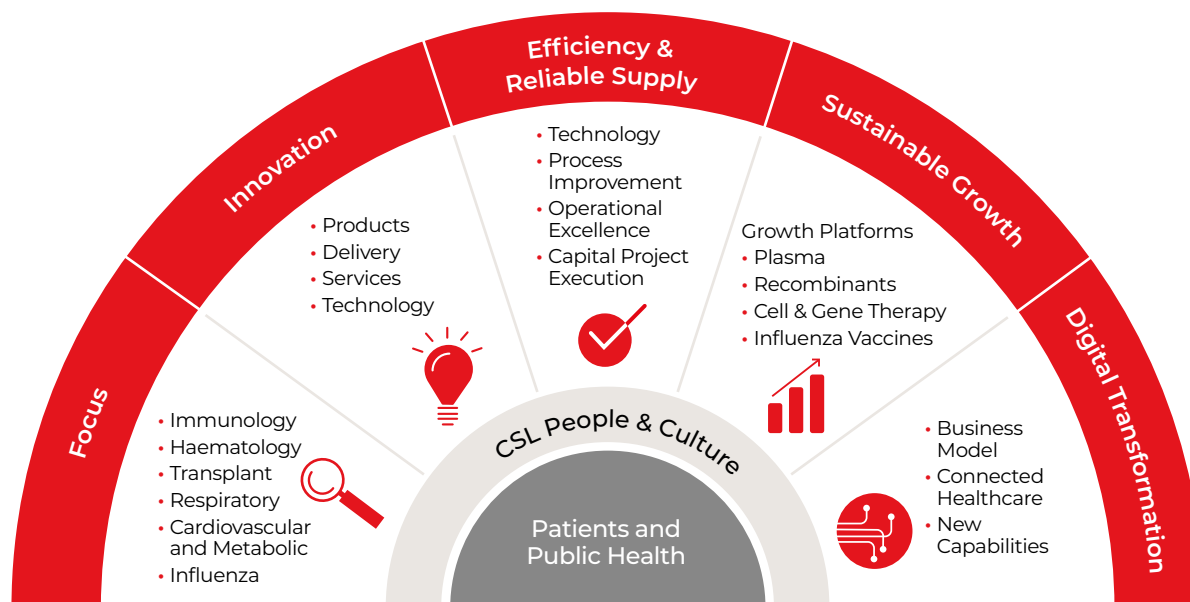 Focus
• Immunology
• Haematology
• Transplant
• Respiratory
• Cardiovascular
and Metabolic
• Influenza
Innovation
• Products
• Delivery
• Services
• Technology
Efficiency &
Reliable Supply
• Technology
• Process
Improvement
• Operational
Excellence
• Capital Project
Execution
Sustainable Growth
Growth Platforms
• Plasma
• Recombinants
• Cell & Gene Therapy
• Influenza Vaccines
Digital Transformation
• Business
Model
• Connected
Healthcare
• New
Capabilities
CSL People & Culture
Patients and
Public Health